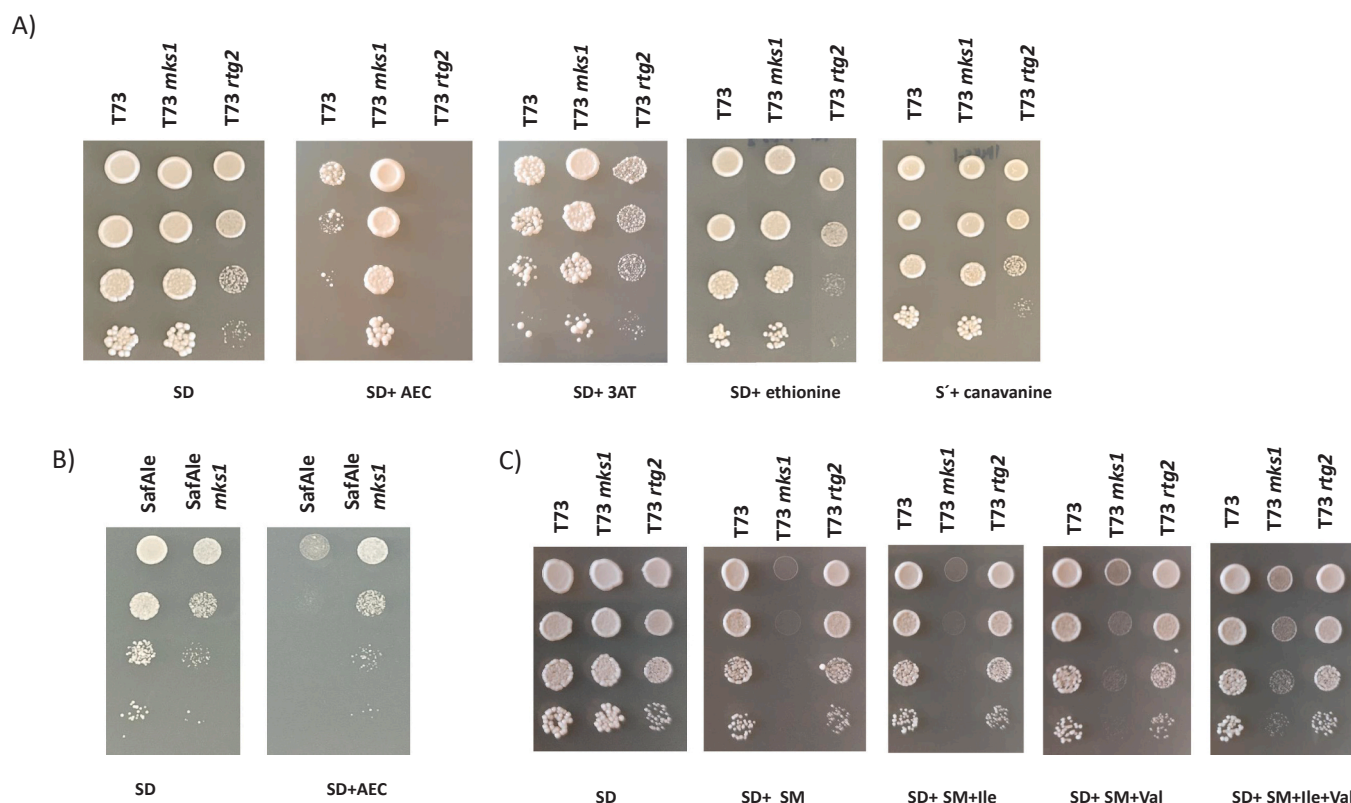 A)
T73 T73 mks1 T73 rtg2
T73 T73 mks1 T73 rtg2
T73 T73 mks1 T73 rtg2
T73 T73 mks1 T73 rtg2
T73 T73 mks1 T73 rtg2
SD
SD+ AEC
SD+ 3AT
SD+ ethionine
S´+ canavanine
B)
SafAle SafAle
mks1
SafAle SafAle
mks1
SD
SD+AEC
C)
T73 T73 mks1 T73 rtg2
T73 T73 mks1 T73 rtg2
T73 T73 mks1 T73 rtg2
T73 T73 mks1 T73 rtg2
T73 T73 mks1 T73 rtg2
SD
SD+ SM
SD+ SM+Ile
SD+ SM+Val
SD+ SM+Ile+Val